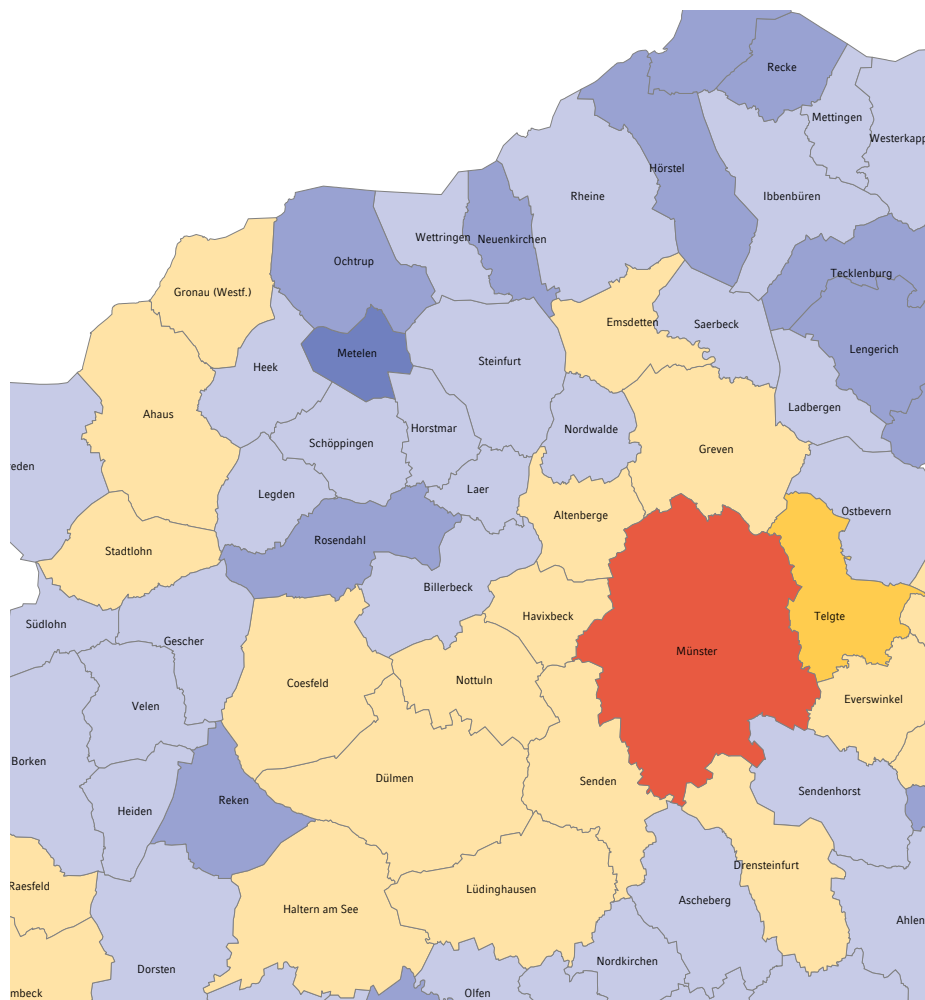 Recke
Mettingen
Westerkapp
Hörstel
Rheine
Ibbenbüren
Wettringen
Neuenkirchen
Ochtrup
Tecklenburg
Gronau (Westf.)
Emsdetten
Saerbeck
Metelen
Lengerich
Steinfurt
Heek
Ladbergen
Ahaus
Horstmar
Nordwalde
Schöppingen
Greven
reden
Laer
Legden
Ostbevern
Altenberge
Rosendahl
Stadtlohn
Billerbeck
Havixbeck
Telgte
Südlohn
Gescher
Münster
Nottuln
Coesfeld
Everswinkel
Velen
Borken
Dülmen
Senden
Sendenhorst
Reken
Heiden
Drensteinfurt
Raesfeld
Lüdinghausen
Ascheberg
Haltern am See
Ahlen
Nordkirchen
Dorsten
mbeck
Olfen